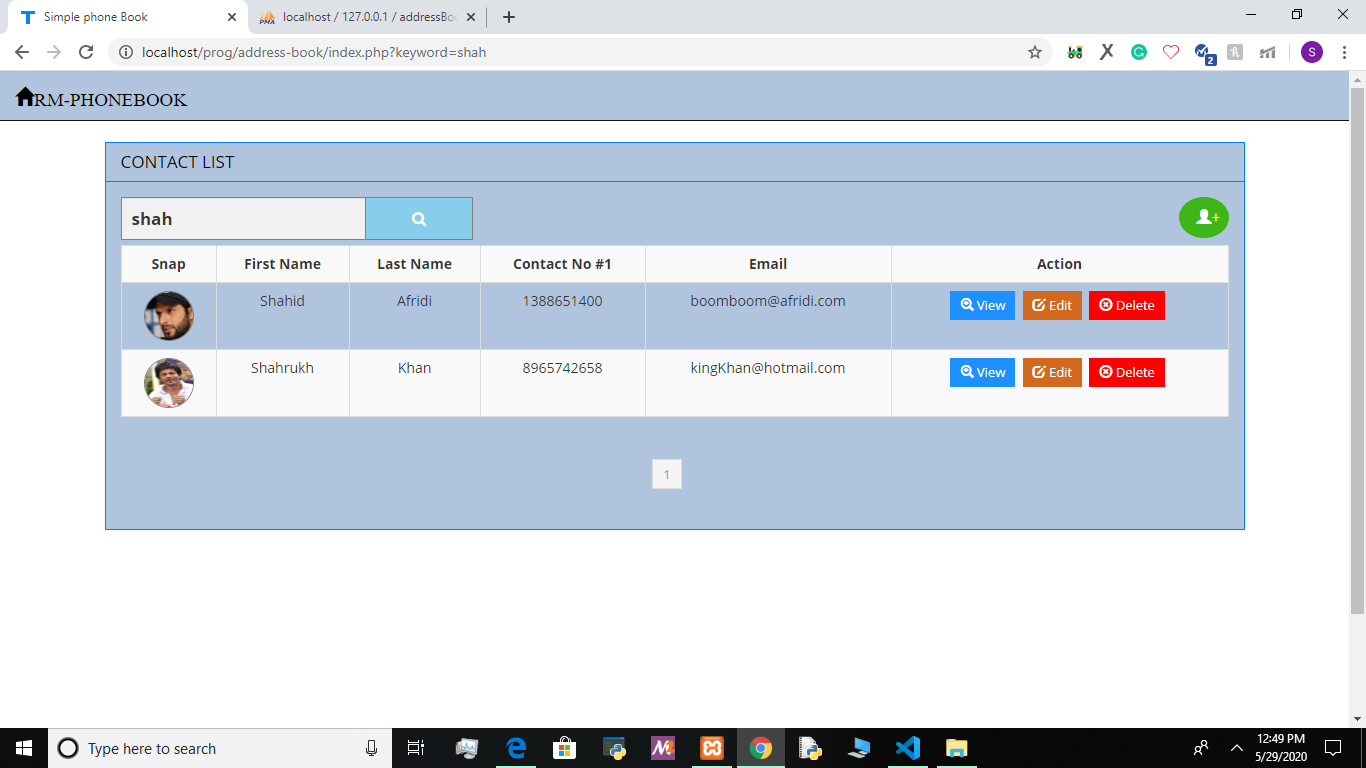 Simple phone Book
localhost / 127.0.0.1 / addressBo
localhost/prog/address-book/index.php?keyword=shah
2
S
RM-PHONEBOOK
CONTACT LIST
shah
Snap First Name Last Name Contact No #1 Email Action
Shahid Afridi 1388651400 boomboom@afridi.com View Edit Delete
Shahrukh Khan 8965742658 kingKhan@hotmail.com View Edit Delete
1
Type here to search
12:49 PM
5/29/2020